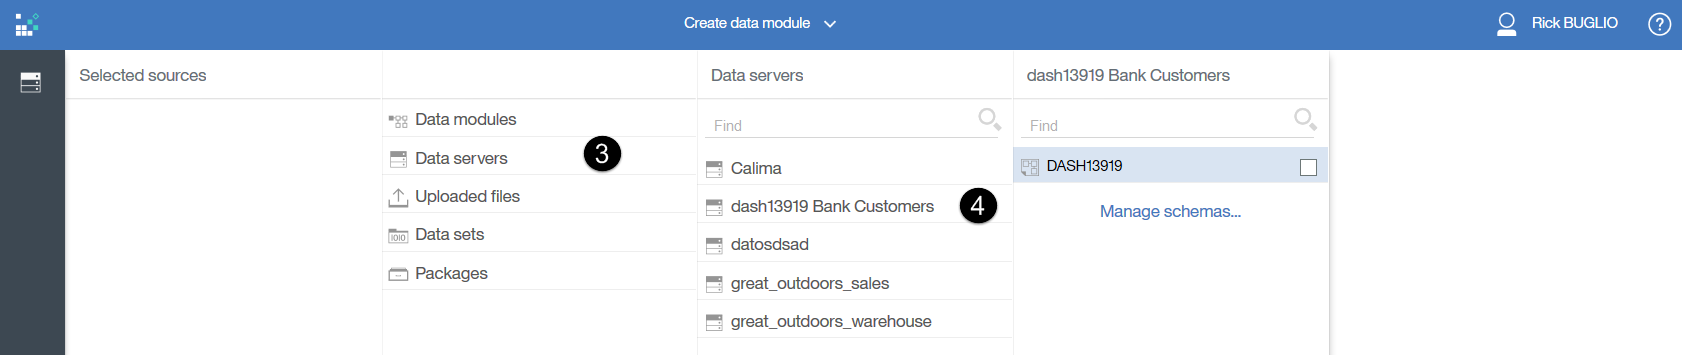 Create data module
Rick BUGLIO
?
Selected sources
Data servers
dash13919 Bank Customers
Data modules
Data servers
3
Uploaded files
Data sets
Packages
Find
Calima
dash13919 Bank Customers
4
datosdsad
great_outdoors_sales
great_outdoors_warehouse
Find
DASH13919
Manage schemas...